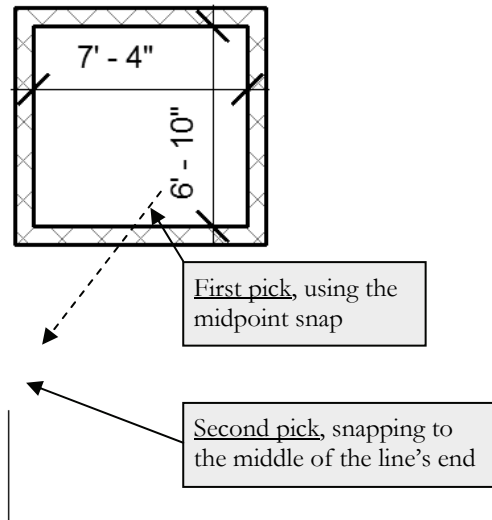 7' - 4"
6' - 10"
First pick, using the
midpoint snap
Second pick, snapping to
the middle of the line’s end